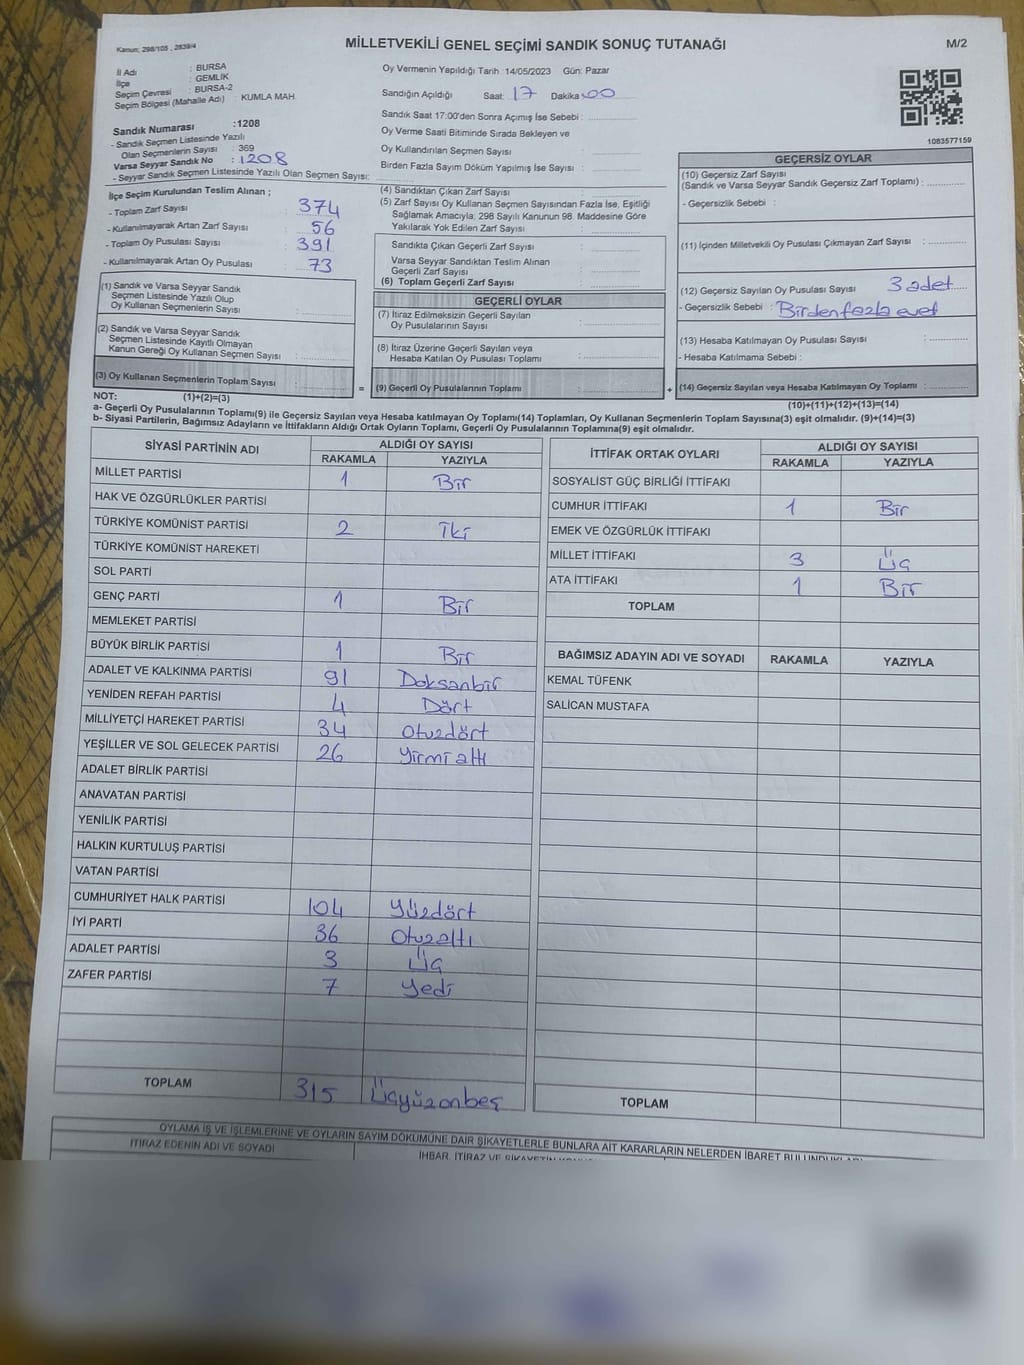 Kanun; 298/105 , 2839/4
MİLLETVEKİLİ GENEL SEÇİMİ SANDIK SONUÇ TUTANAĞI
M/2
İl Adı : BURSA
İlçe : GEMLİK
Seçim Çevresi : BURSA-2
Seçim Bölgesi (Mahalle Adı) : KUMLA MAH.
Sandık Numarası :1208
- Sandık Seçmen Listesinde Yazılı
Olan Seçmenlerin Sayısı : 369
Varsa Seyyar Sandık No : 1208
- Seyyar Sandık Seçmen Listesinde Yazılı Olan Seçmen Sayısı:
Oy Vermenin Yapıldığı Tarih :14/05/2023 Gün: Pazar
Sandığın Açıldığı Saat: 17 Dakika 00
Sandık Saat 17:00'den Sonra Açımış İse Sebebi :
Oy Verme Saati Bitiminde Sırada Bekleyen ve
Oy Kullandırılan Seçmen Sayısı :
Birden Fazla Sayım Döküm Yapılmış İse Sayısı :
1083577159
İlçe Seçim Kurulundan Teslim Alınan ;
- Toplam Zarf Sayısı : 374
- Kullanılmayarak Artan Zarf Sayısı : 56
- Toplam Oy Pusulası Sayısı : 391
- Kullanılmayarak Artan Oy Pusulası : 73
(1) Sandık ve Varsa Seyyar Sandık
Seçmen Listesinde Yazılı Olup
Oy Kullanan Seçmenlerin Sayısı :
(2) Sandık ve Varsa Seyyar Sandık
Seçmen Listesinde Kayıtlı Olmayan
Kanun Gereği Oy Kullanan Seçmen Sayısı :
(3) Oy Kullanan Seçmenlerin Toplam Sayısı :
(4) Sandıktan Çıkan Zarf Sayısı :
(5) Zarf Sayısı Oy Kullanan Seçmen Sayısından Fazla İse, Eşitliği
Sağlamak Amacıyla; 298 Sayılı Kanunun 98. Maddesine Göre
Yakılarak Yok Edilen Zarf Sayısı :
Sandıkta Çıkan Geçerli Zarf Sayısı :
Varsa Seyyar Sandıktan Teslim Alınan
Geçerli Zarf Sayısı :
(6) Toplam Geçerli Zarf Sayısı :
GEÇERLİ OYLAR
(7) İtiraz Edilmeksizin Geçerli Sayılan
Oy Pusulalarının Sayısı :
(8) İtiraz Üzerine Geçerli Sayılan veya
Hesaba Katılan Oy Pusulası Toplamı :
= (9) Geçerli Oy Pusulalarının Toplamı :
GEÇERSİZ OYLAR
(10) Geçersiz Zarf Sayısı
(Sandık ve Varsa Seyyar Sandık Geçersiz Zarf Toplamı) :
- Geçersizlik Sebebi :
(11) İçinden Milletvekili Oy Pusulası Çıkmayan Zarf Sayısı :
(12) Geçersiz Sayılan Oy Pusulası Sayısı : 3 adet
- Geçersizlik Sebebi : Birden fazla evet
(13) Hesaba Katılmayan Oy Pusulası Sayısı :
- Hesaba Katılmama Sebebi :
+ (14) Geçersiz Sayılan veya Hesaba Katılmayan Oy Toplamı :
NOT: (1)+(2)=(3)
(10)+(11)+(12)+(13)=(14)
a- Geçerli Oy Pusulalarının Toplamı(9) ile Geçersiz Sayılan veya Hesaba katılmayan Oy Toplamı(14) Toplamları, Oy Kullanan Seçmenlerin Toplam Sayısına(3) eşit olmalıdır. (9)+(14)=(3)
b- Siyasi Partilerin, Bağımsız Adayların ve İttifakların Aldığı Ortak Oyların Toplamı, Geçerli Oy Pusulalarının Toplamına(9) eşit olmalıdır.
SİYASİ PARTİNİN ADI ALDIĞI OY SAYISI
RAKAMLA YAZIYLA
MİLLET PARTİSİ 1 Bir
HAK VE ÖZGÜRLÜKLER PARTİSİ
TÜRKİYE KOMÜNİST PARTİSİ 2 İki
TÜRKİYE KOMÜNİST HAREKETİ
SOL PARTİ
GENÇ PARTİ 1 Bir
MEMLEKET PARTİSİ
BÜYÜK BİRLİK PARTİSİ 1 Bir
ADALET VE KALKINMA PARTİSİ 91 Doksanbir
YENİDEN REFAH PARTİSİ 4 Dört
MİLLİYETÇİ HAREKET PARTİSİ 34 Otuzdört
YEŞİLLER VE SOL GELECEK PARTİSİ 26 Yirmi altı
ADALET BİRLİK PARTİSİ
ANAVATAN PARTİSİ
YENİLİK PARTİSİ
HALKIN KURTULUŞ PARTİSİ
VATAN PARTİSİ
CUMHURİYET HALK PARTİSİ 104 Yüzdört
İYİ PARTİ 36 Otuzaltı
ADALET PARTİSİ 3 Üç
ZAFER PARTİSİ 7 Yedi
TOPLAM 315 Üçyüzonbeş
İTTİFAK ORTAK OYLARI ALDIĞI OY SAYISI
RAKAMLA YAZIYLA
SOSYALİST GÜÇ BİRLİĞİ İTTİFAKI
CUMHUR İTTİFAKI 1 Bir
EMEK VE ÖZGÜRLÜK İTTİFAKI
MİLLET İTTİFAKI 3 Üç
ATA İTTİFAKI 1 Bir
TOPLAM
BAĞIMSIZ ADAYIN ADI VE SOYADI RAKAMLA YAZIYLA
KEMAL TÜFENK
SALİCAN MUSTAFA
TOPLAM
OYLAMA İŞ VE İŞLEMLERİNE VE OYLARIN SAYIM DÖKÜMÜNE DAİR ŞİKAYETLERLE BUNLARA AİT KARARLARIN NELERDEN İBARET
İTİRAZ EDENİN ADI VE SOYADI
İHBAR, İTİRAZ VE